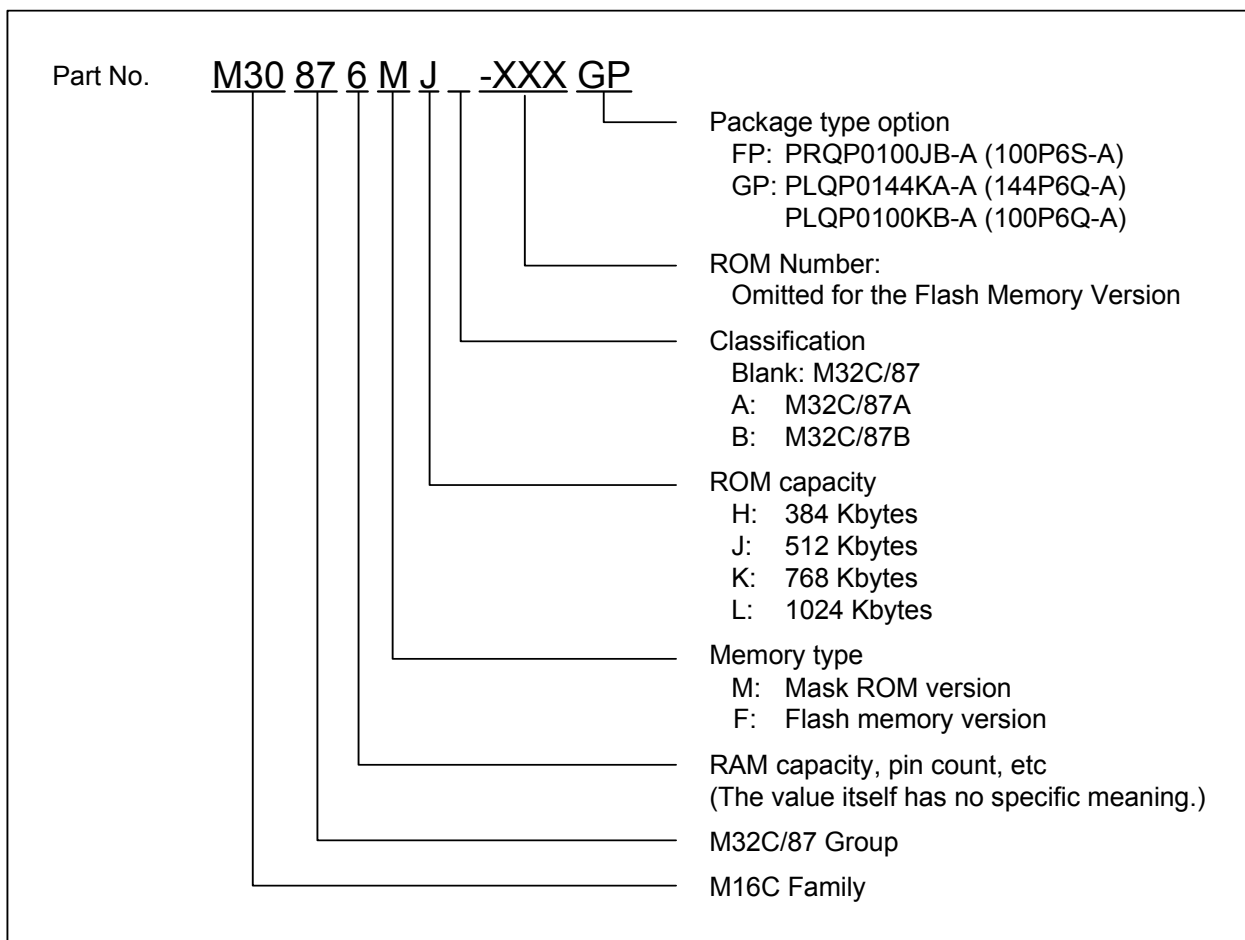 Part No. M30 87 6 M J _ -XXX GP
Package type option
FP: PRQP0100JB-A (100P6S-A)
GP: PLQP0144KA-A (144P6Q-A)
PLQP0100KB-A (100P6Q-A)
ROM Number:
Omitted for the Flash Memory Version
Classification
Blank: M32C/87
A: M32C/87A
B: M32C/87B
ROM capacity
H: 384 Kbytes
J: 512 Kbytes
K: 768 Kbytes
L: 1024 Kbytes
Memory type
M: Mask ROM version
F: Flash memory version
RAM capacity, pin count, etc
(The value itself has no specific meaning.)
M32C/87 Group
M16C Family